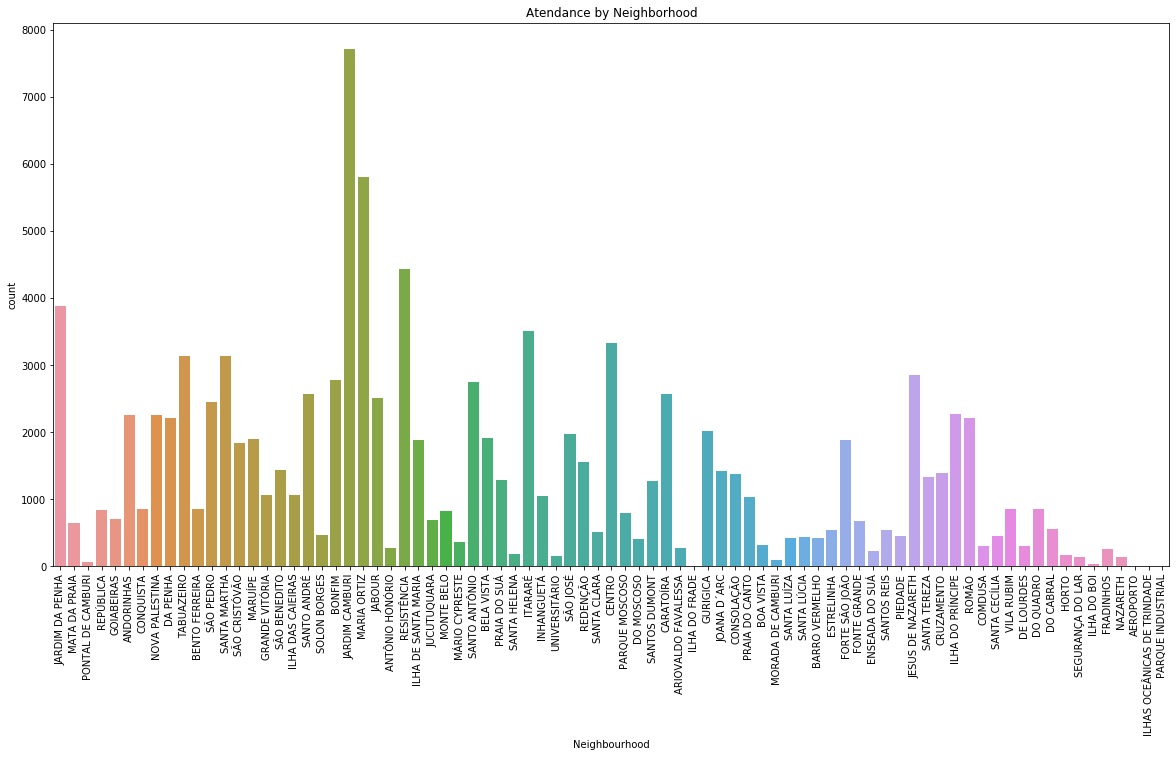 Atendance by Neighborhood
8000
7000
6000
5000
4000
3000
2000
1000
0
count
JARDIM DA PENHA
MATA DA PRAIA
PONTAL DE CAMBURI
REPÚBLICA
GOIABEIRAS
ANDORINHAS
CONQUISTA
NOVA PALESTINA
DA PENHA
TABUAZEIRO
BENTO FERREIRA
SÃO PEDRO
SANTA MARTHA
SÃO CRISTÓVÃO
MARUÍPE
GRANDE VITÓRIA
SÃO BENEDITO
ILHA DAS CAIEIRAS
SANTO ANDRÉ
SOLON BORGES
BONFIM
JARDIM CAMBURI
MARIA ORTIZ
JABOUR
ANTÔNIO HONÓRIO
RESISTÊNCIA
ILHA DE SANTA MARIA
JUCUTUQUARA
MONTE BELO
MÁRIO CYPRESTE
SANTO ANTÔNIO
BELA VISTA
PRAIA DO SUÁ
SANTA HELENA
ITARARÉ
INHANGUETÁ
UNIVERSITÁRIO
SÃO JOSÉ
REDENÇÃO
SANTA CLARA
CENTRO
PARQUE MOSCOSO
DO MOSCOSO
SANTOS DUMONT
CARATOÍRA
ARIOVALDO FAVALESSA
ILHA DO FRADE
GURIGICA
JOANA D´ARC
CONSOLAÇÃO
PRAIA DO CANTO
BOA VISTA
MORADA DE CAMBURI
SANTA LUÍZA
SANTA LÚCIA
BARRO VERMELHO
ESTRELINHA
FORTE SÃO JOÃO
FONTE GRANDE
ENSEADA DO SUÁ
SANTOS REIS
PIEDADE
JESUS DE NAZARETH
SANTA TEREZA
CRUZAMENTO
ILHA DO PRÍNCIPE
ROMÃO
COMDUSA
SANTA CECÍLIA
VILA RUBIM
DE LOURDES
DO QUADRO
DO CABRAL
HORTO
SEGURANÇA DO LAR
ILHA DO BOI
FRADINHOS
NAZARETH
AEROPORTO
ILHAS OCEÂNICAS DE TRINDADE
PARQUE INDUSTRIAL
Neighbourhood